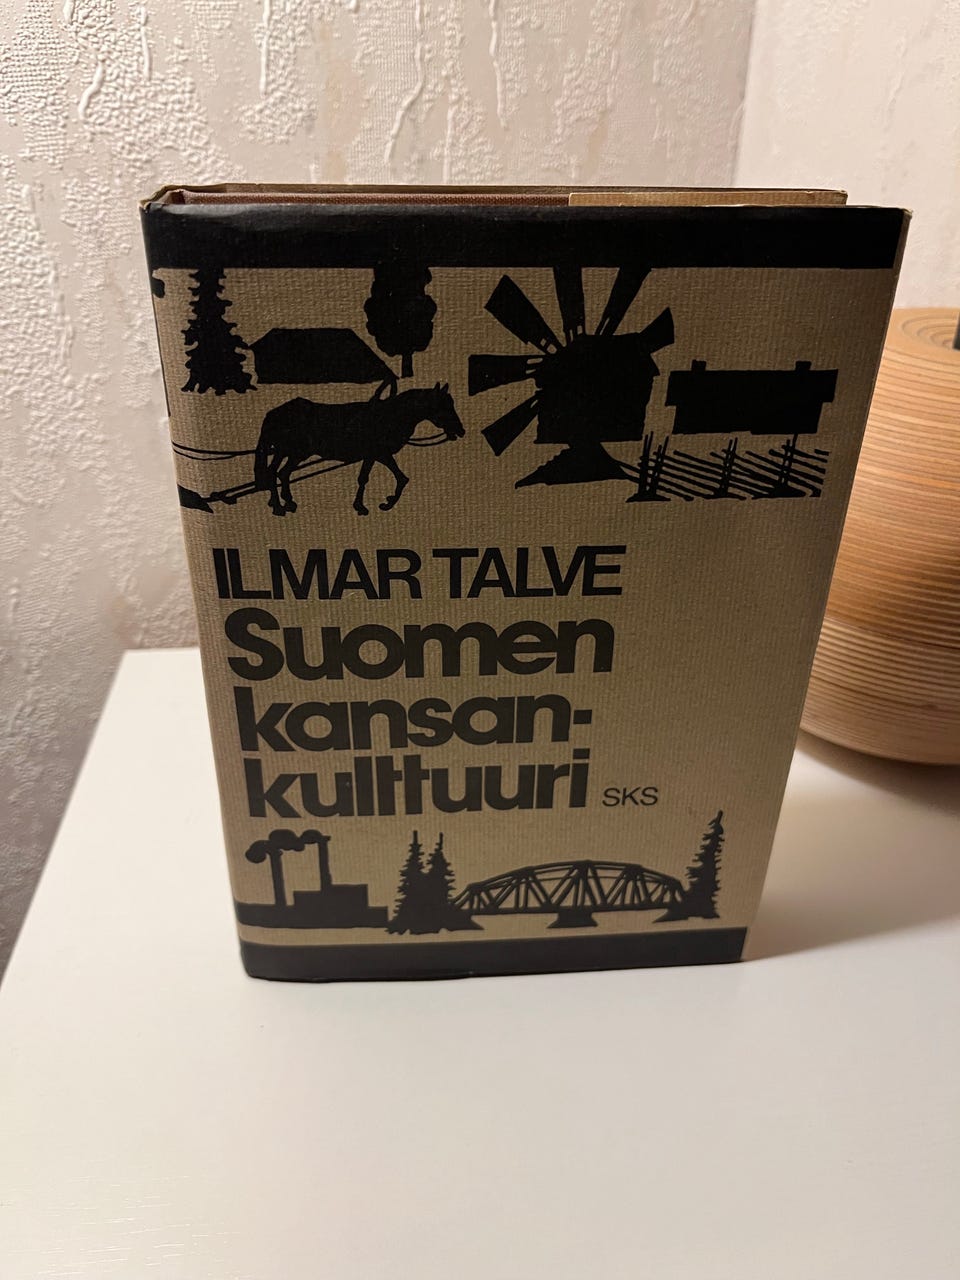 ILMAR TALVE
Suomen
kansan-
kulttuuri SKS